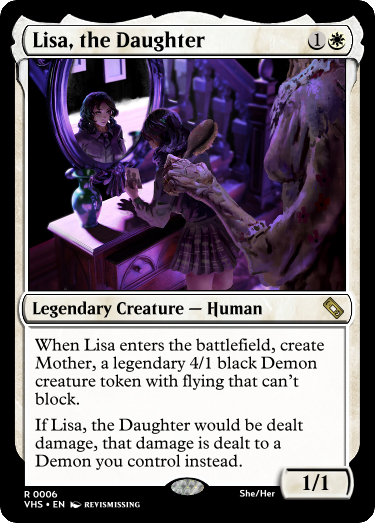 Lisa, the Daughter 1
Legendary Creature — Human
When Lisa enters the battlefield, create
Mother, a legendary 4/1 black Demon
creature token with flying that can't
block.
If Lisa, the Daughter would be dealt
damage, that damage is dealt to a
Demon you control instead.
1/1
R 0006
She/Her
VHS • EN REVISMISSING